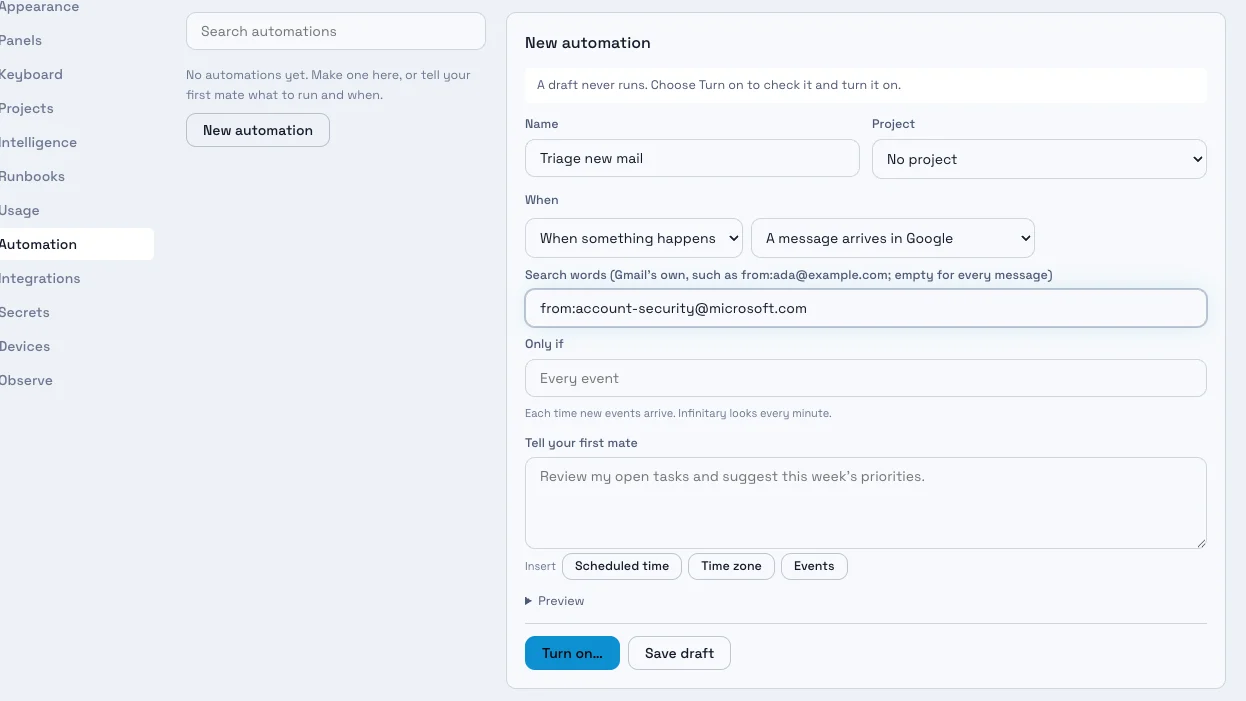 Appearance
Panels
Keyboard
Projects
Intelligence
Runbooks
Usage
Automation
Integrations
Secrets
Devices
Observe
Search automations
No automations yet. Make one here, or tell your
first mate what to run and when.
New automation
New automation
A draft never runs. Choose Turn on to check it and turn it on.
Name
Project
Triage new mail
No project
When
When something happens
A message arrives in Google
Search words (Gmail's own, such as from:ada@example.com; empty for every message)
from:account-security@microsoft.com
Only if
Every event
Each time new events arrive. Infinitary looks every minute.
Tell your first mate
Review my open tasks and suggest this week's priorities.
Insert
Scheduled time
Time zone
Events
Preview
Turn on…
Save draft